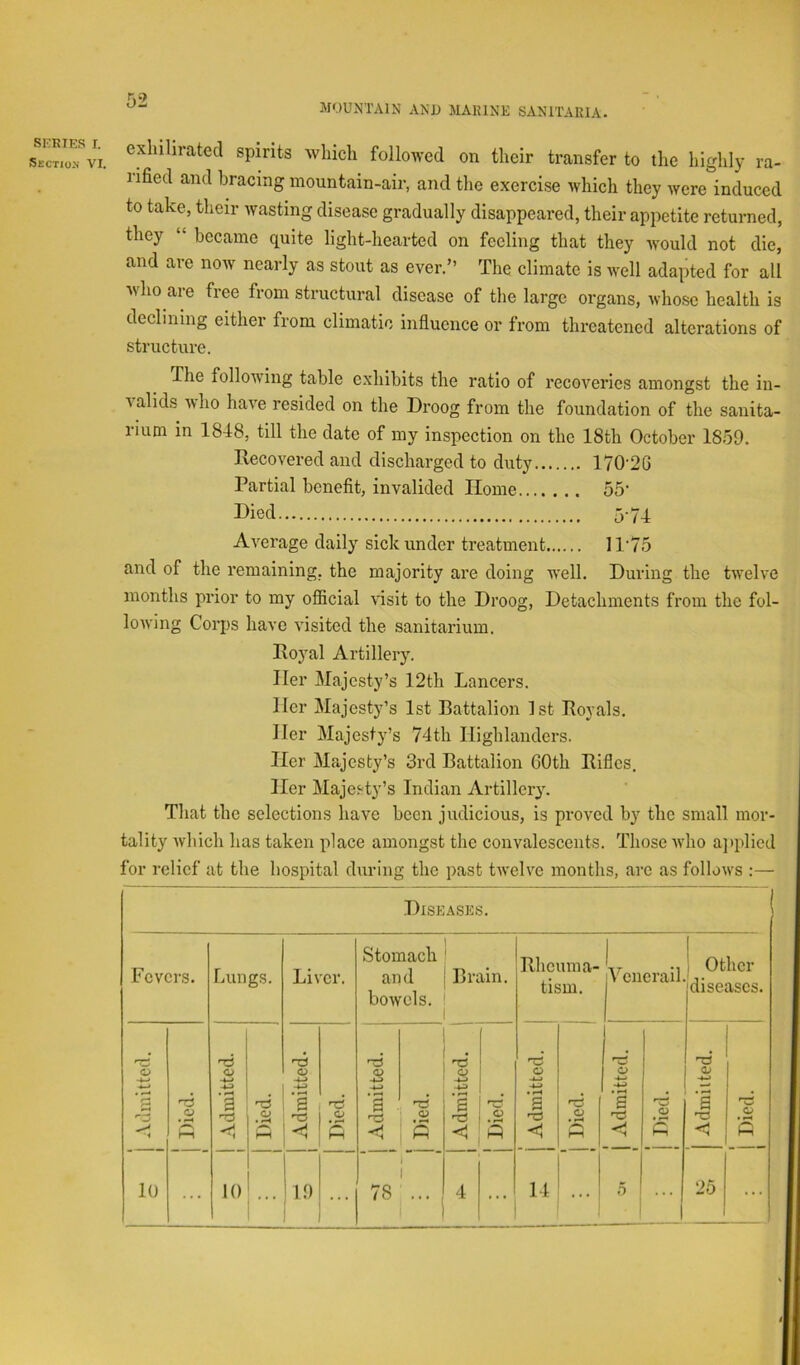 52
MOUNTAIN AND MARINE SANITARIA.
SERIES I.
SECTION VI.
exhilirated spirits which followed on their transfer to the highly ra-
rified and bracing mountain-air, and the exercise which they were induced
to take, their wasting disease gradually disappeared, their appetite returned,
they “ became quite light-hearted on feeling that they would not die,
and are now nearly as stout as ever.” The climate is well adapted for all
who are free from structural disease of the large organs, whose health is
declining either from climatic influence or from threatened alterations of
structure.
The following table exhibits the ratio of recoveries amongst the in-
valids who have resided on the Droog from the foundation of the sanita-
rium in 1848, till the date of my inspection on the 18th October 1859.
Recovered and discharged to duty....... 170·26
Partial benefit, invalided Home....... 55·
Died............................................. 5·74
Average daily sick under treatment...... 11·75
and of the remaining, the majority are doing well. During the twelve
months prior to my official visit to the Droog, Detachments from the fol-
lowing Corps have visited the sanitarium.
Royal Artillery.
Her Majesty’s 12th Lancers.
Her Majesty’s 1st Battalion 1st Royals.
Her Majesty’s 74th Highlanders.
Her Majesty’s 3rd Battalion 60th Rifles.
Her Majesty’s Indian Artillery.
That the selections have been judicious, is proved by the small mor-
tality which has taken place amongst the convalescents. Those who applied
for relief at the hospital during the past twelve months, are as follows :—
DISEASES.
Fevers. Lungs. Liver. Stomach and bowels. Brain. Rheuma-tism. Venerail. Other diseases.
Admitted. Died. Admitted. Died. Admitted. Died. Admitted. Died. Admitted. Died. Admitted. Died. Admitted. Died. Admitted. Died.
10 ... 10 ... 19 ... 78 ... 4 ... 14 ... 5 ... 25 ...